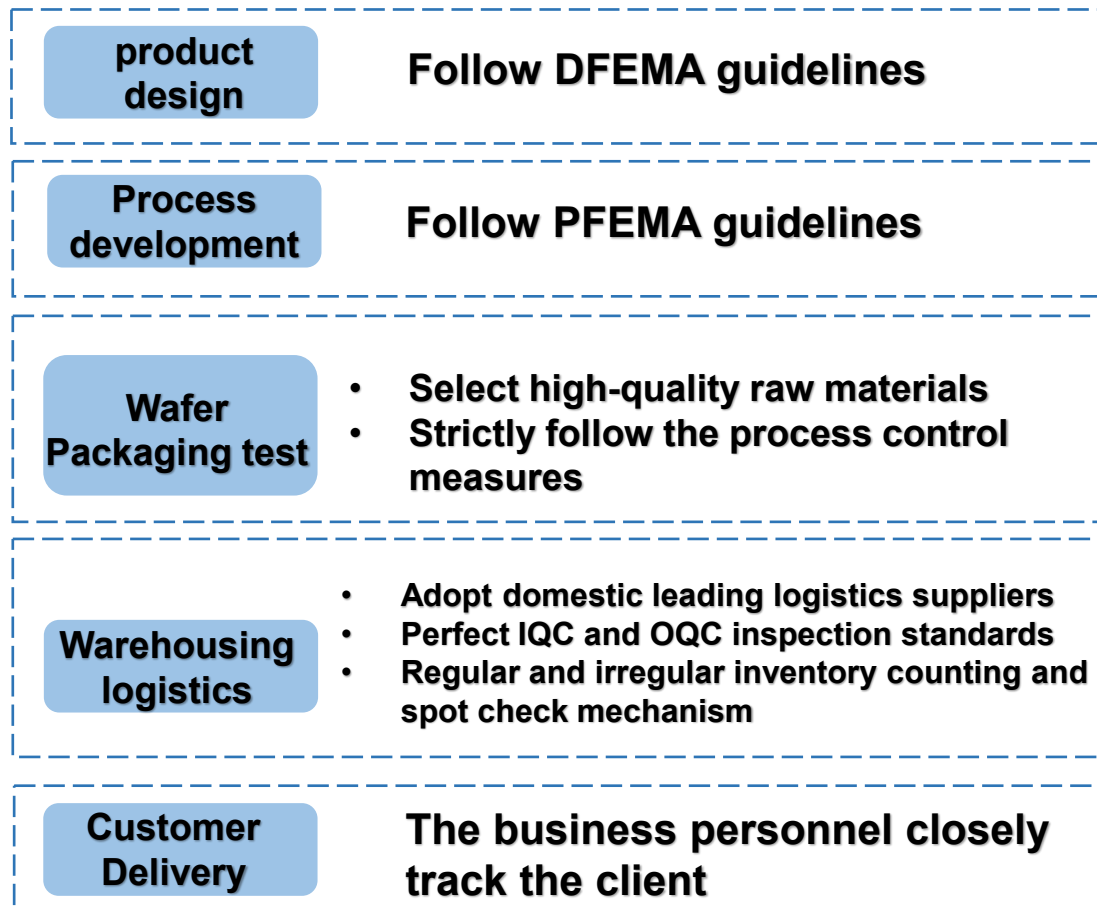 product
design
Follow DFEMA guidelines
Process
development
Follow PFEMA guidelines
Wafer
Packaging test
• Select high-quality raw materials
• Strictly follow the process control
measures
Warehousing
logistics
• Adopt domestic leading logistics suppliers
• Perfect IQC and OQC inspection standards
• Regular and irregular inventory counting and
spot check mechanism
Customer
Delivery
The business personnel closely
track the client